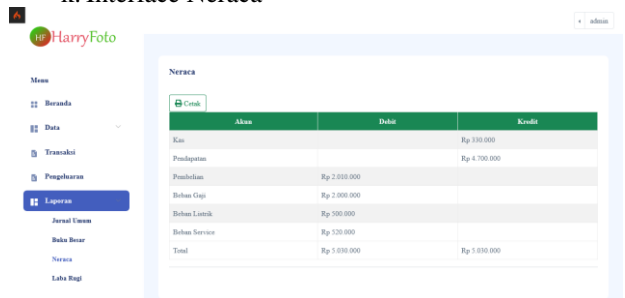 k. Interface Neraca
admin
HF HarryFoto
Menu
Beranda
Data
Transaksi
Pengeluaran
Laporan
Jurnal Umum
Buku Besar
Neraca
Laba Rugi
Neraca
Cetak
Akun Debit Kredit
Kas Rp 330.000
Pendapatan Rp 4.700.000
Pembelian Rp 2.010.000
Beban Gaji Rp 2.000.000
Beban Listrik Rp 500.000
Beban Service Rp 520.000
Total Rp 5.030.000 Rp 5.030.000